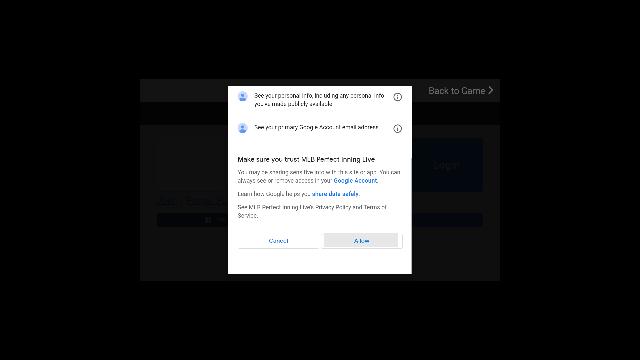 Back to Game
See your personal info, including any personal info
you've made publicly available
See your primary Google Account email address
Make sure you trust MLB Perfect Inning Live
You may be sharing sensitive info with this site or app. You can
always see or remove access in your Google Account.
Learn how Google helps you share data safely.
See MLB Perfect Inning Live's Privacy Policy and Terms of
Service.
Login
Cancel
Allow